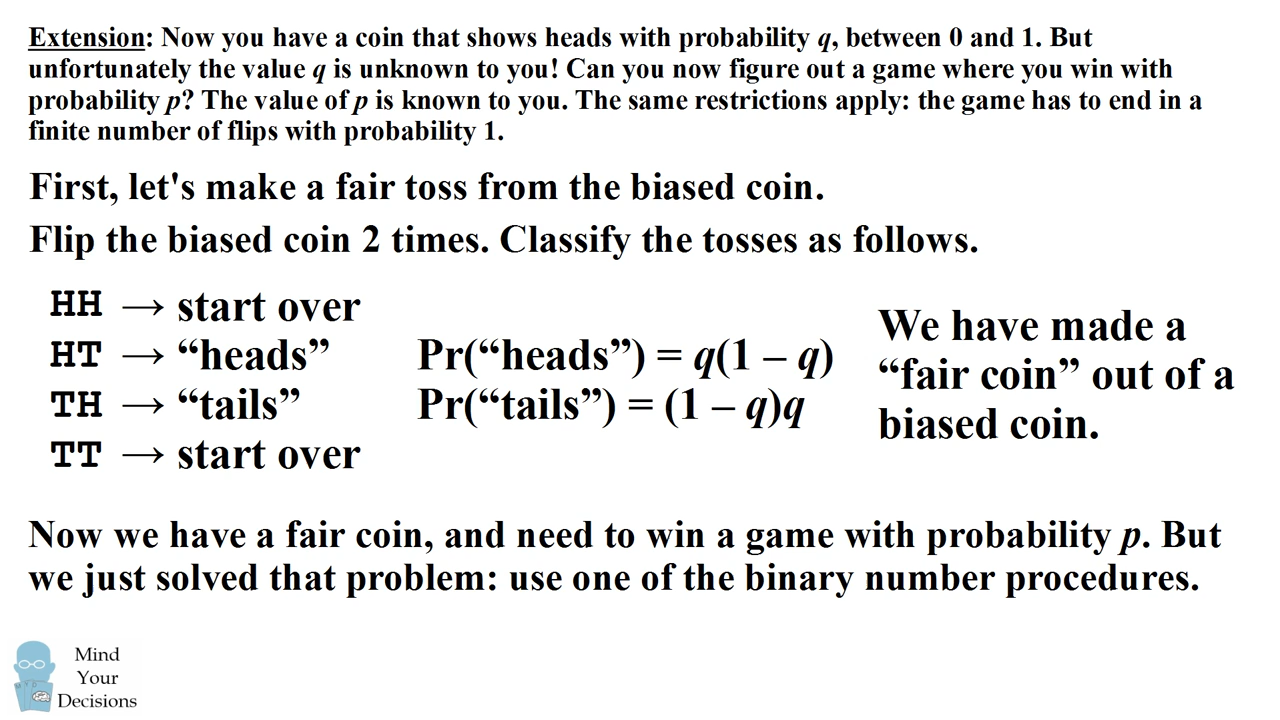 Extension: Now you have a coin that shows heads with probability q, between 0 and 1. But
unfortunately the value q is unknown to you! Can you now figure out a game where you win with
probability p? The value of p is known to you. The same restrictions apply: the game has to end in a
finite number of flips with probability 1.
First, let's make a fair toss from the biased coin.
Flip the biased coin 2 times. Classify the tosses as follows.
HH → start over
HT → “heads”
TH → “tails”
TT → start over
Pr(“heads”) = q(1 – q)
Pr(“tails”) = (1 – q)q
We have made a
“fair coin” out of a
biased coin.
Now we have a fair coin, and need to win a game with probability p. But
we just solved that problem: use one of the binary number procedures.
Mind
Your
Decisions